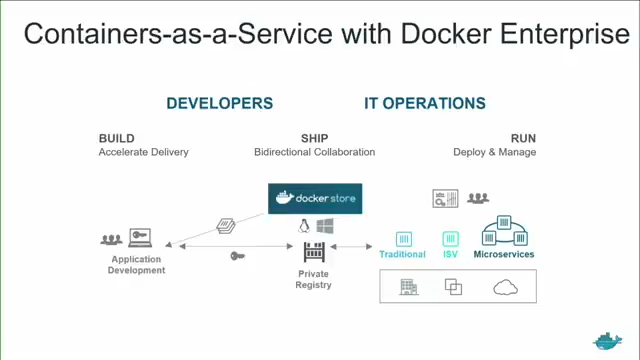 Containers-as-a-Service with Docker Enterprise
DEVELOPERS
IT OPERATIONS
BUILD
Accelerate Delivery
SHIP
Bidirectional Collaboration
RUN
Deploy & Manage
docker store
Application
Development
Private
Registry
Traditional
ISV
Microservices